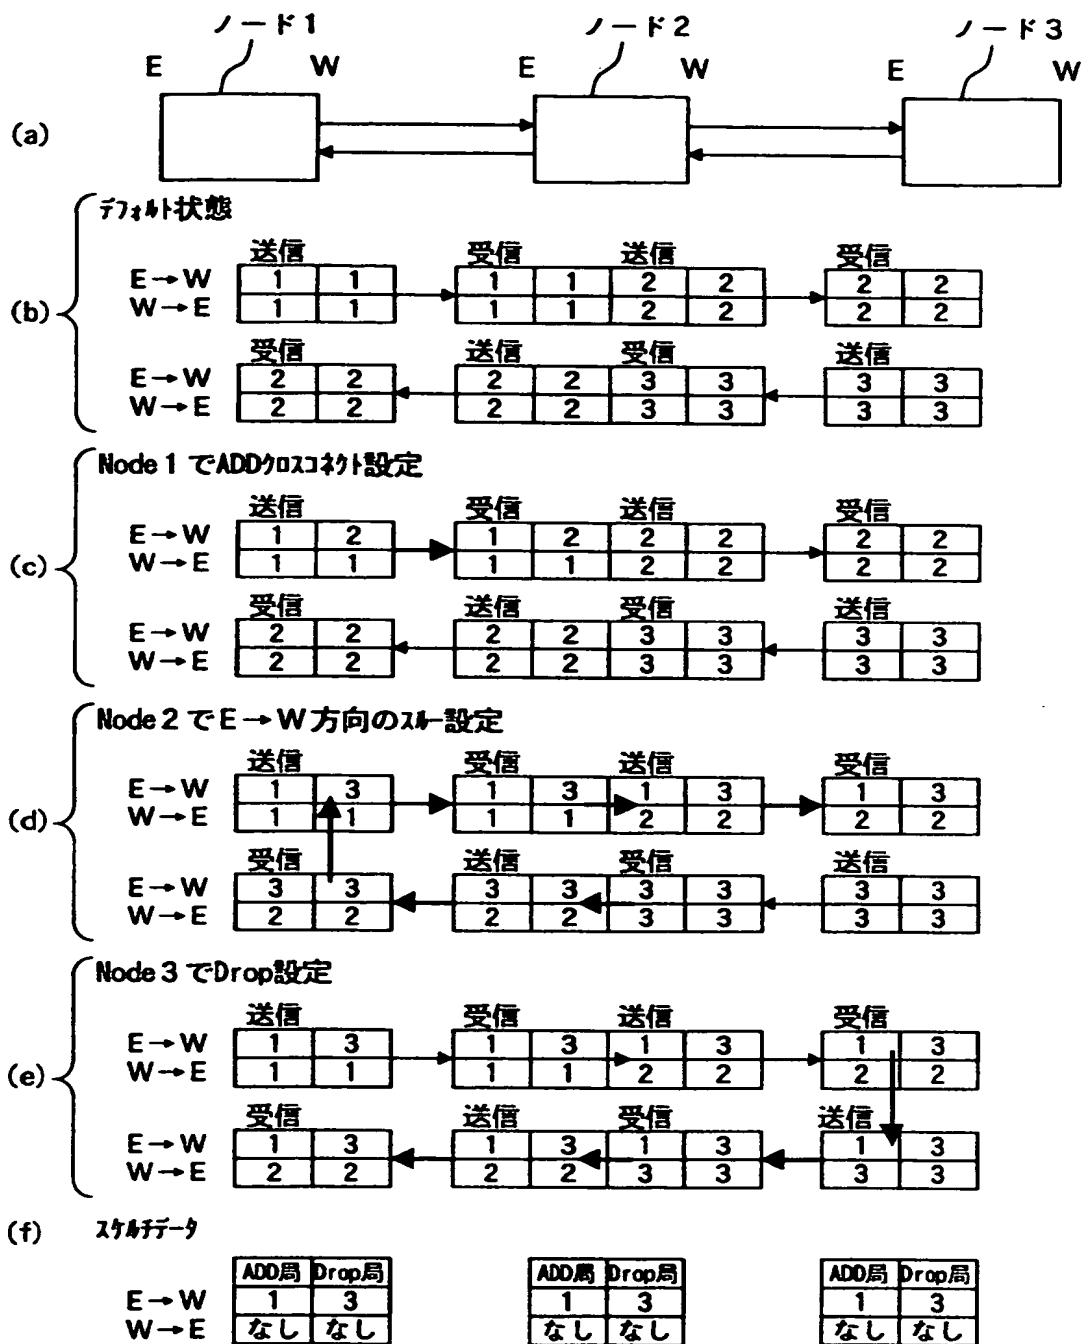 ノード1 ノード2 ノード3
E W E W E W
(a)
(b)
デフォルト状態
送信 受信 送信 受信
E→W 1 1 1 1 2 2 2 2
W→E 1 1 1 1 2 2 2 2
受信 送信 受信 送信
E→W 2 2 2 2 3 3 3 3
W→E 2 2 2 2 3 3 3 3
(c)
Node 1 でADDクロスコネクト設定
送信 受信 送信 受信
E→W 1 2 1 2 2 2 2 2
W→E 1 1 1 1 2 2 2 2
受信 送信 受信 送信
E→W 2 2 2 2 3 3 3 3
W→E 2 2 2 2 3 3 3 3
(d)
Node 2 でE→W方向のスルー設定
送信 受信 送信 受信
E→W 1 3 1 3 1 3 1 3
W→E 1 1 1 1 2 2 2 2
受信 送信 受信 送信
E→W 3 3 3 3 3 3 3 3
W→E 2 2 2 2 3 3 3 3
(e)
Node 3 でDrop設定
送信 受信 送信 受信
E→W 1 3 1 3 1 3 1 3
W→E 1 1 1 1 2 2 2 2
受信 送信 受信 送信
E→W 1 3 1 3 1 3 1 3
W→E 2 2 2 2 3 3 3 3
(f) スケルチデータ
ADD局 Drop局 ADD局 Drop局 ADD局 Drop局
E→W 1 3 1 3 1 3
W→E なし なし なし なし なし なし